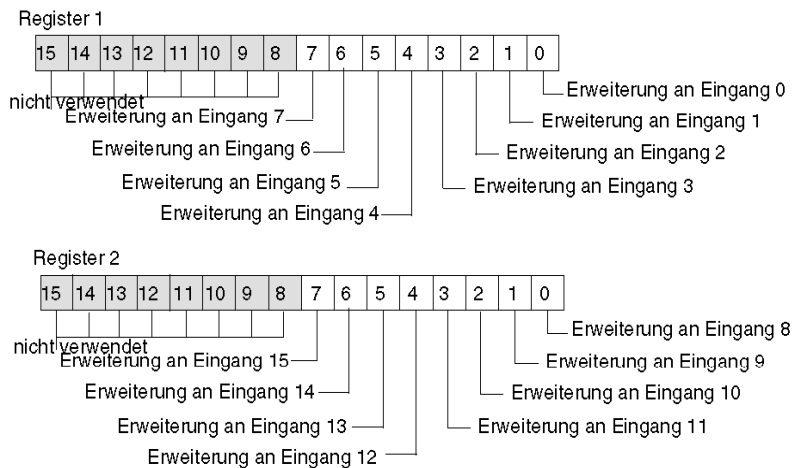 Register 1
15 14 13 12 11 10 9 8 7 6 5 4 3 2 1 0
Erweiterung an Eingang 0
nicht verwendet
Erweiterung an Eingang 7
Erweiterung an Eingang 1
Erweiterung an Eingang 6
Erweiterung an Eingang 2
Erweiterung an Eingang 5
Erweiterung an Eingang 3
Erweiterung an Eingang 4
Register 2
15 14 13 12 11 10 9 8 7 6 5 4 3 2 1 0
Erweiterung an Eingang 8
nicht verwendet
Erweiterung an Eingang 15
Erweiterung an Eingang 9
Erweiterung an Eingang 14
Erweiterung an Eingang 10
Erweiterung an Eingang 13
Erweiterung an Eingang 11
Erweiterung an Eingang 12